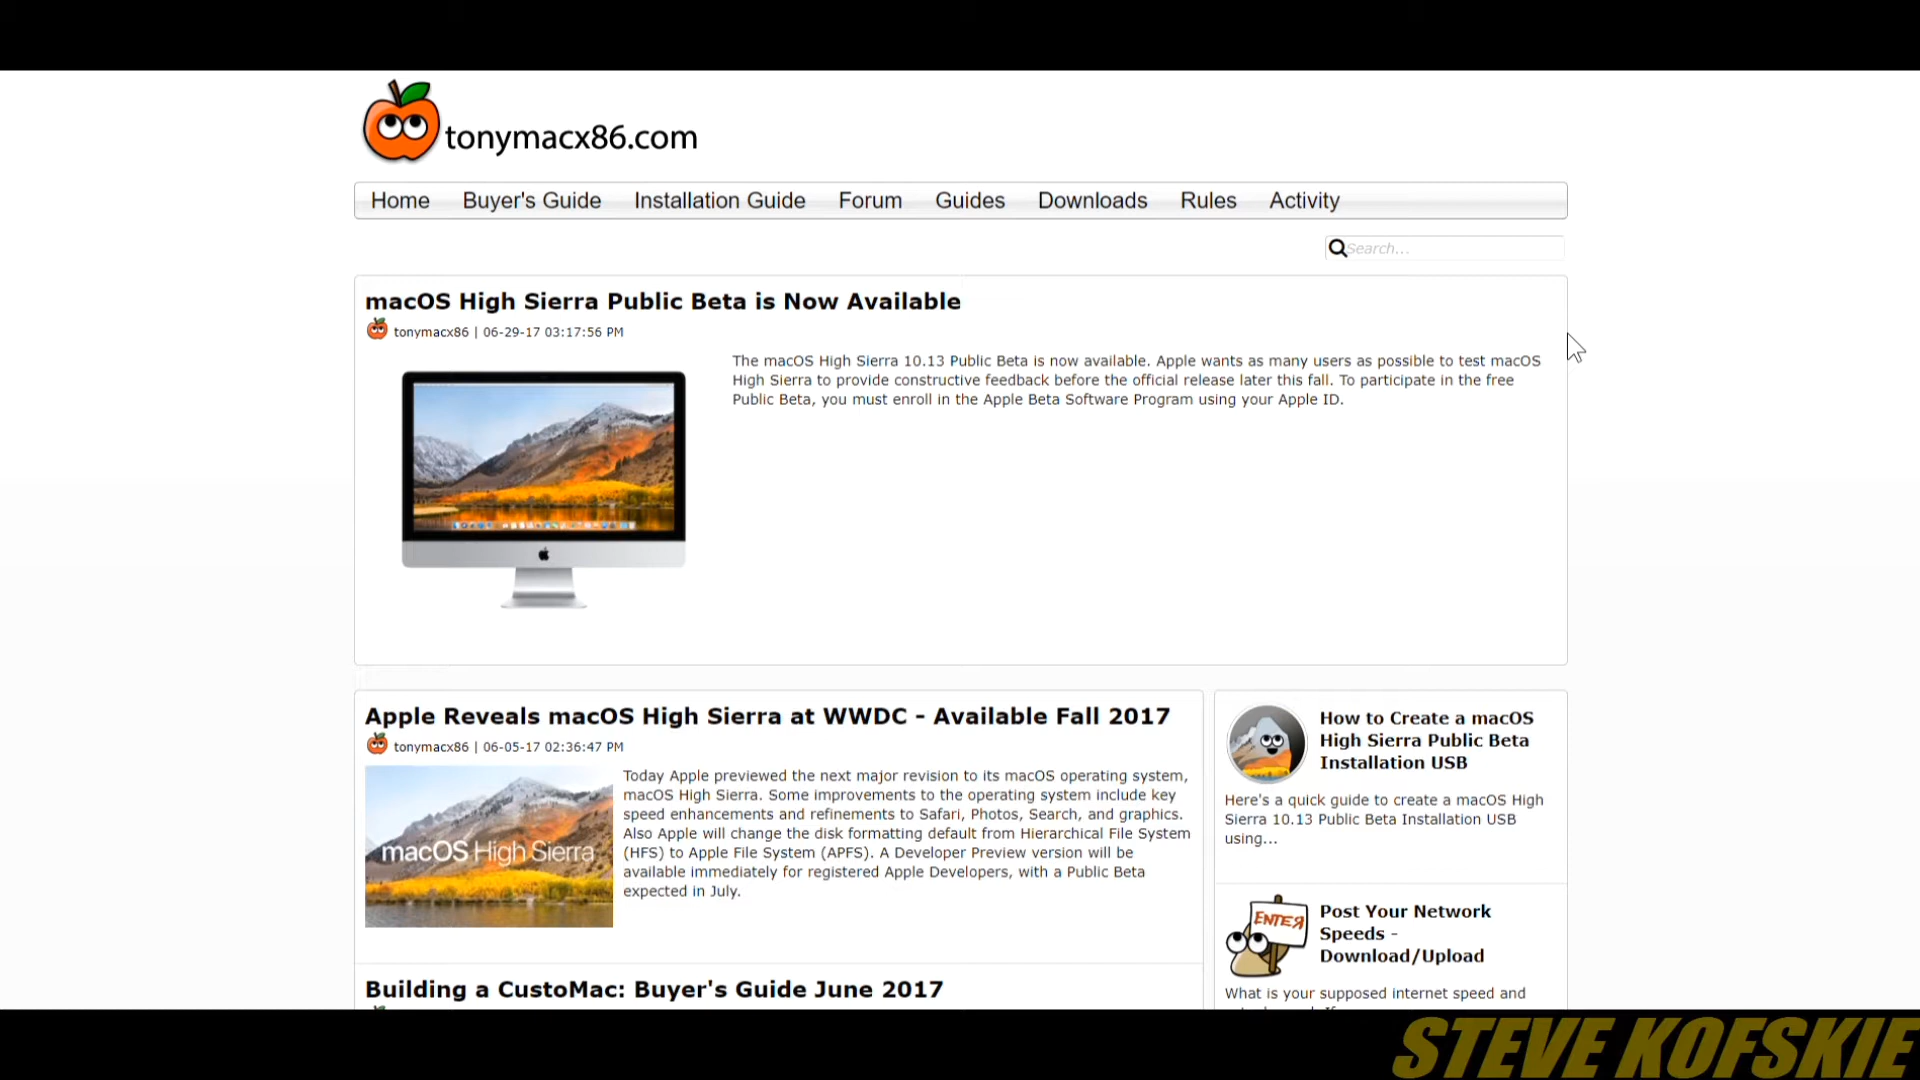 tonymacx86.com
Home Buyer's Guide Installation Guide Forum Guides Downloads Rules Activity
Search...
macOS High Sierra Public Beta is Now Available
tonymacx86 | 06-29-17 03:17:56 PM
The macOS High Sierra 10.13 Public Beta is now available. Apple wants as many users as possible to test macOS
High Sierra to provide constructive feedback before the official release later this fall. To participate in the free
Public Beta, you must enroll in the Apple Beta Software Program using your Apple ID.
Apple Reveals macOS High Sierra at WWDC - Available Fall 2017
tonymacx86 | 06-05-17 02:36:47 PM
macOS High Sierra
Today Apple previewed the next major revision to its macOS operating system,
macOS High Sierra. Some improvements to the operating system include key
speed enhancements and refinements to Safari, Photos, Search, and graphics.
Also Apple will change the disk formatting default from Hierarchical File System
(HFS) to Apple File System (APFS). A Developer Preview version will be
available immediately for registered Apple Developers, with a Public Beta
expected in July.
Building a CustoMac: Buyer's Guide June 2017
How to Create a macOS
High Sierra Public Beta
Installation USB
Here's a quick guide to create a macOS High
Sierra 10.13 Public Beta Installation USB
using...
ENTER
Post Your Network
Speeds -
Download/Upload
What is your supposed internet speed and
STEVE KOFSKIE